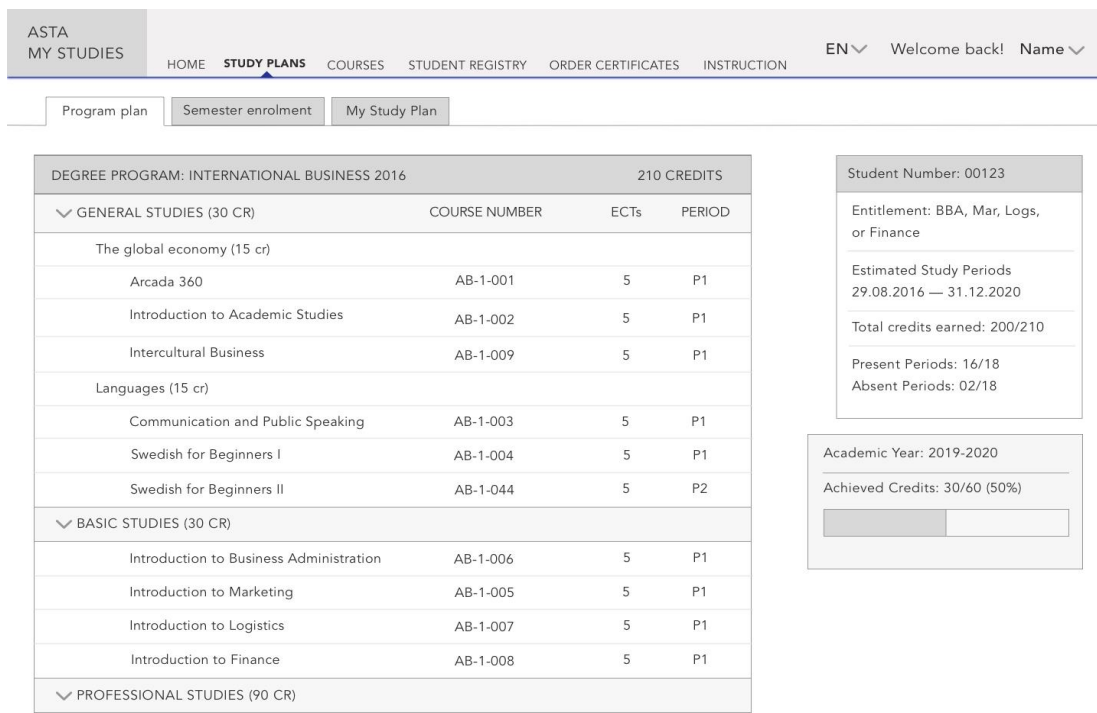 ASTA
MY STUDIES
HOME STUDY PLANS COURSES STUDENT REGISTRY ORDER CERTIFICATES INSTRUCTION
EN Welcome back! Name
Program plan Semester enrolment My Study Plan
DEGREE PROGRAM: INTERNATIONAL BUSINESS 2016 210 CREDITS
GENERAL STUDIES (30 CR) COURSE NUMBER ECTs PERIOD
The global economy (15 cr)
Arcada 360 AB-1-001 5 P1
Introduction to Academic Studies AB-1-002 5 P1
Intercultural Business AB-1-009 5 P1
Languages (15 cr)
Communication and Public Speaking AB-1-003 5 P1
Swedish for Beginners I AB-1-004 5 P1
Swedish for Beginners II AB-1-044 5 P2
BASIC STUDIES (30 CR)
Introduction to Business Administration AB-1-006 5 P1
Introduction to Marketing AB-1-005 5 P1
Introduction to Logistics AB-1-007 5 P1
Introduction to Finance AB-1-008 5 P1
PROFESSIONAL STUDIES (90 CR)
Student Number: 00123
Entitlement: BBA, Mar, Logs,
or Finance
Estimated Study Periods
29.08.2016 — 31.12.2020
Total credits earned: 200/210
Present Periods: 16/18
Absent Periods: 02/18
Academic Year: 2019-2020
Achieved Credits: 30/60 (50%)